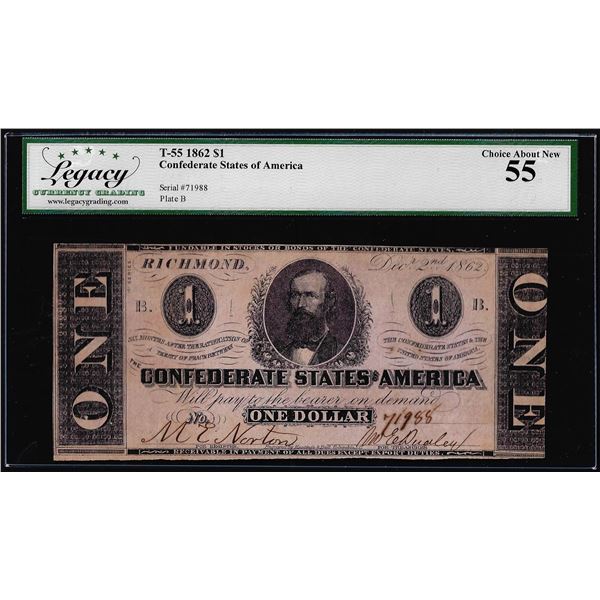 Legacy
CURRENCY GRADING
www.legacygrading.com
T-55 1862 $1
Confederate States of America
Serial #71988
Plate B
Choice About New
55
FUNDABLE IN STOCKS OR BONDS OF THE CONFEDERATE STATES.
RICHMOND, Decr. 2nd 1862
B. 1 1 B.
SIX MONTHS AFTER THE RATIFICATION OF A TREATY OF PEACE BETWEEN
THE CONFEDERATE STATES & THE UNITED STATES OF AMERICA
THE
CONFEDERATE STATES OF AMERICA
Will pay to the bearer on demand
No. ONE DOLLAR 71988
M E Norton
FOR REGISTER
RECEIVABLE IN PAYMENT OF ALL DUES EXCEPT EXPORT DUTIES.
ONE
ONE